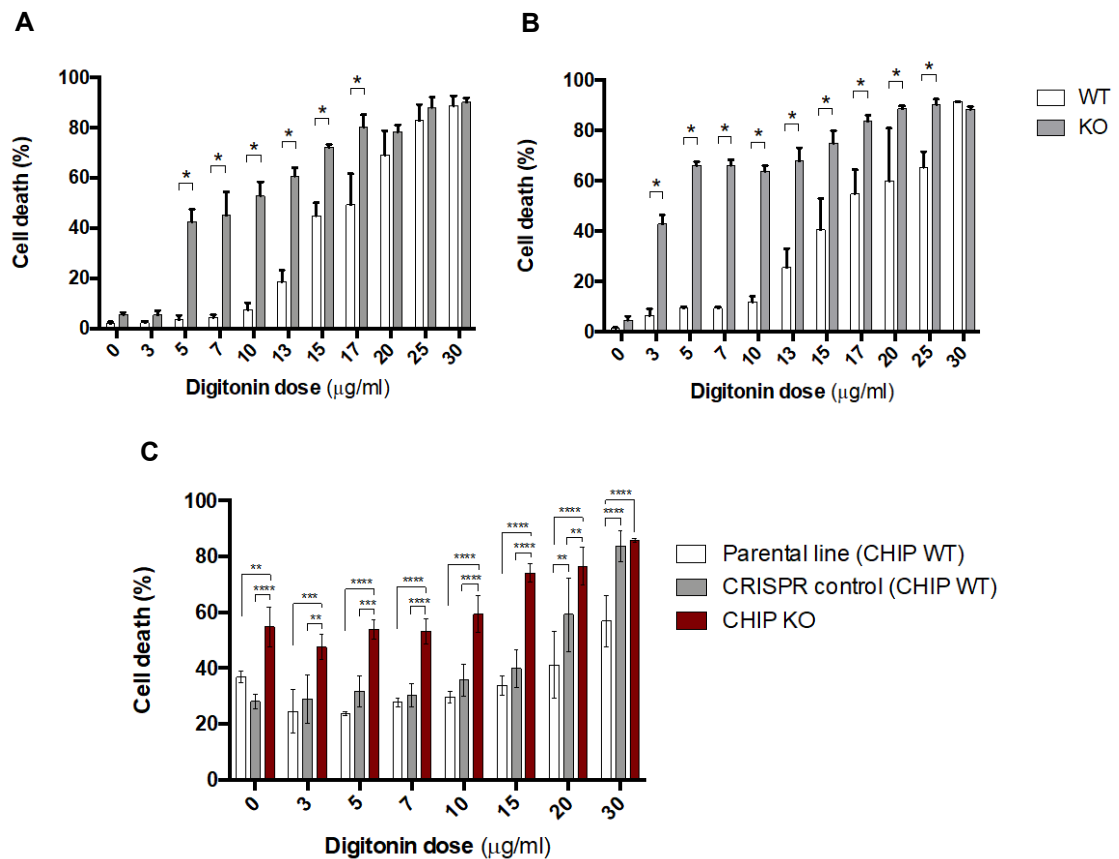 A
B
100
80
60
40
20
0
Cell death (%)
* * * * * * *
0 3 5 7 10 13 15 17 20 25 30
Digitonin dose (μg/ml)
100
80
60
40
20
0
Cell death (%)
* * * * * * * * * *
0 3 5 7 10 13 15 17 20 25 30
Digitonin dose (μg/ml)
WT
KO
C
100
80
60
40
20
0
Cell death (%)
** *** **** **** **** **** **** ****
**** ** *** **** **** **** ** ** ****
0 3 5 7 10 15 20 30
Digitonin dose (μg/ml)
Parental line (CHIP WT)
CRISPR control (CHIP WT)
CHIP KO